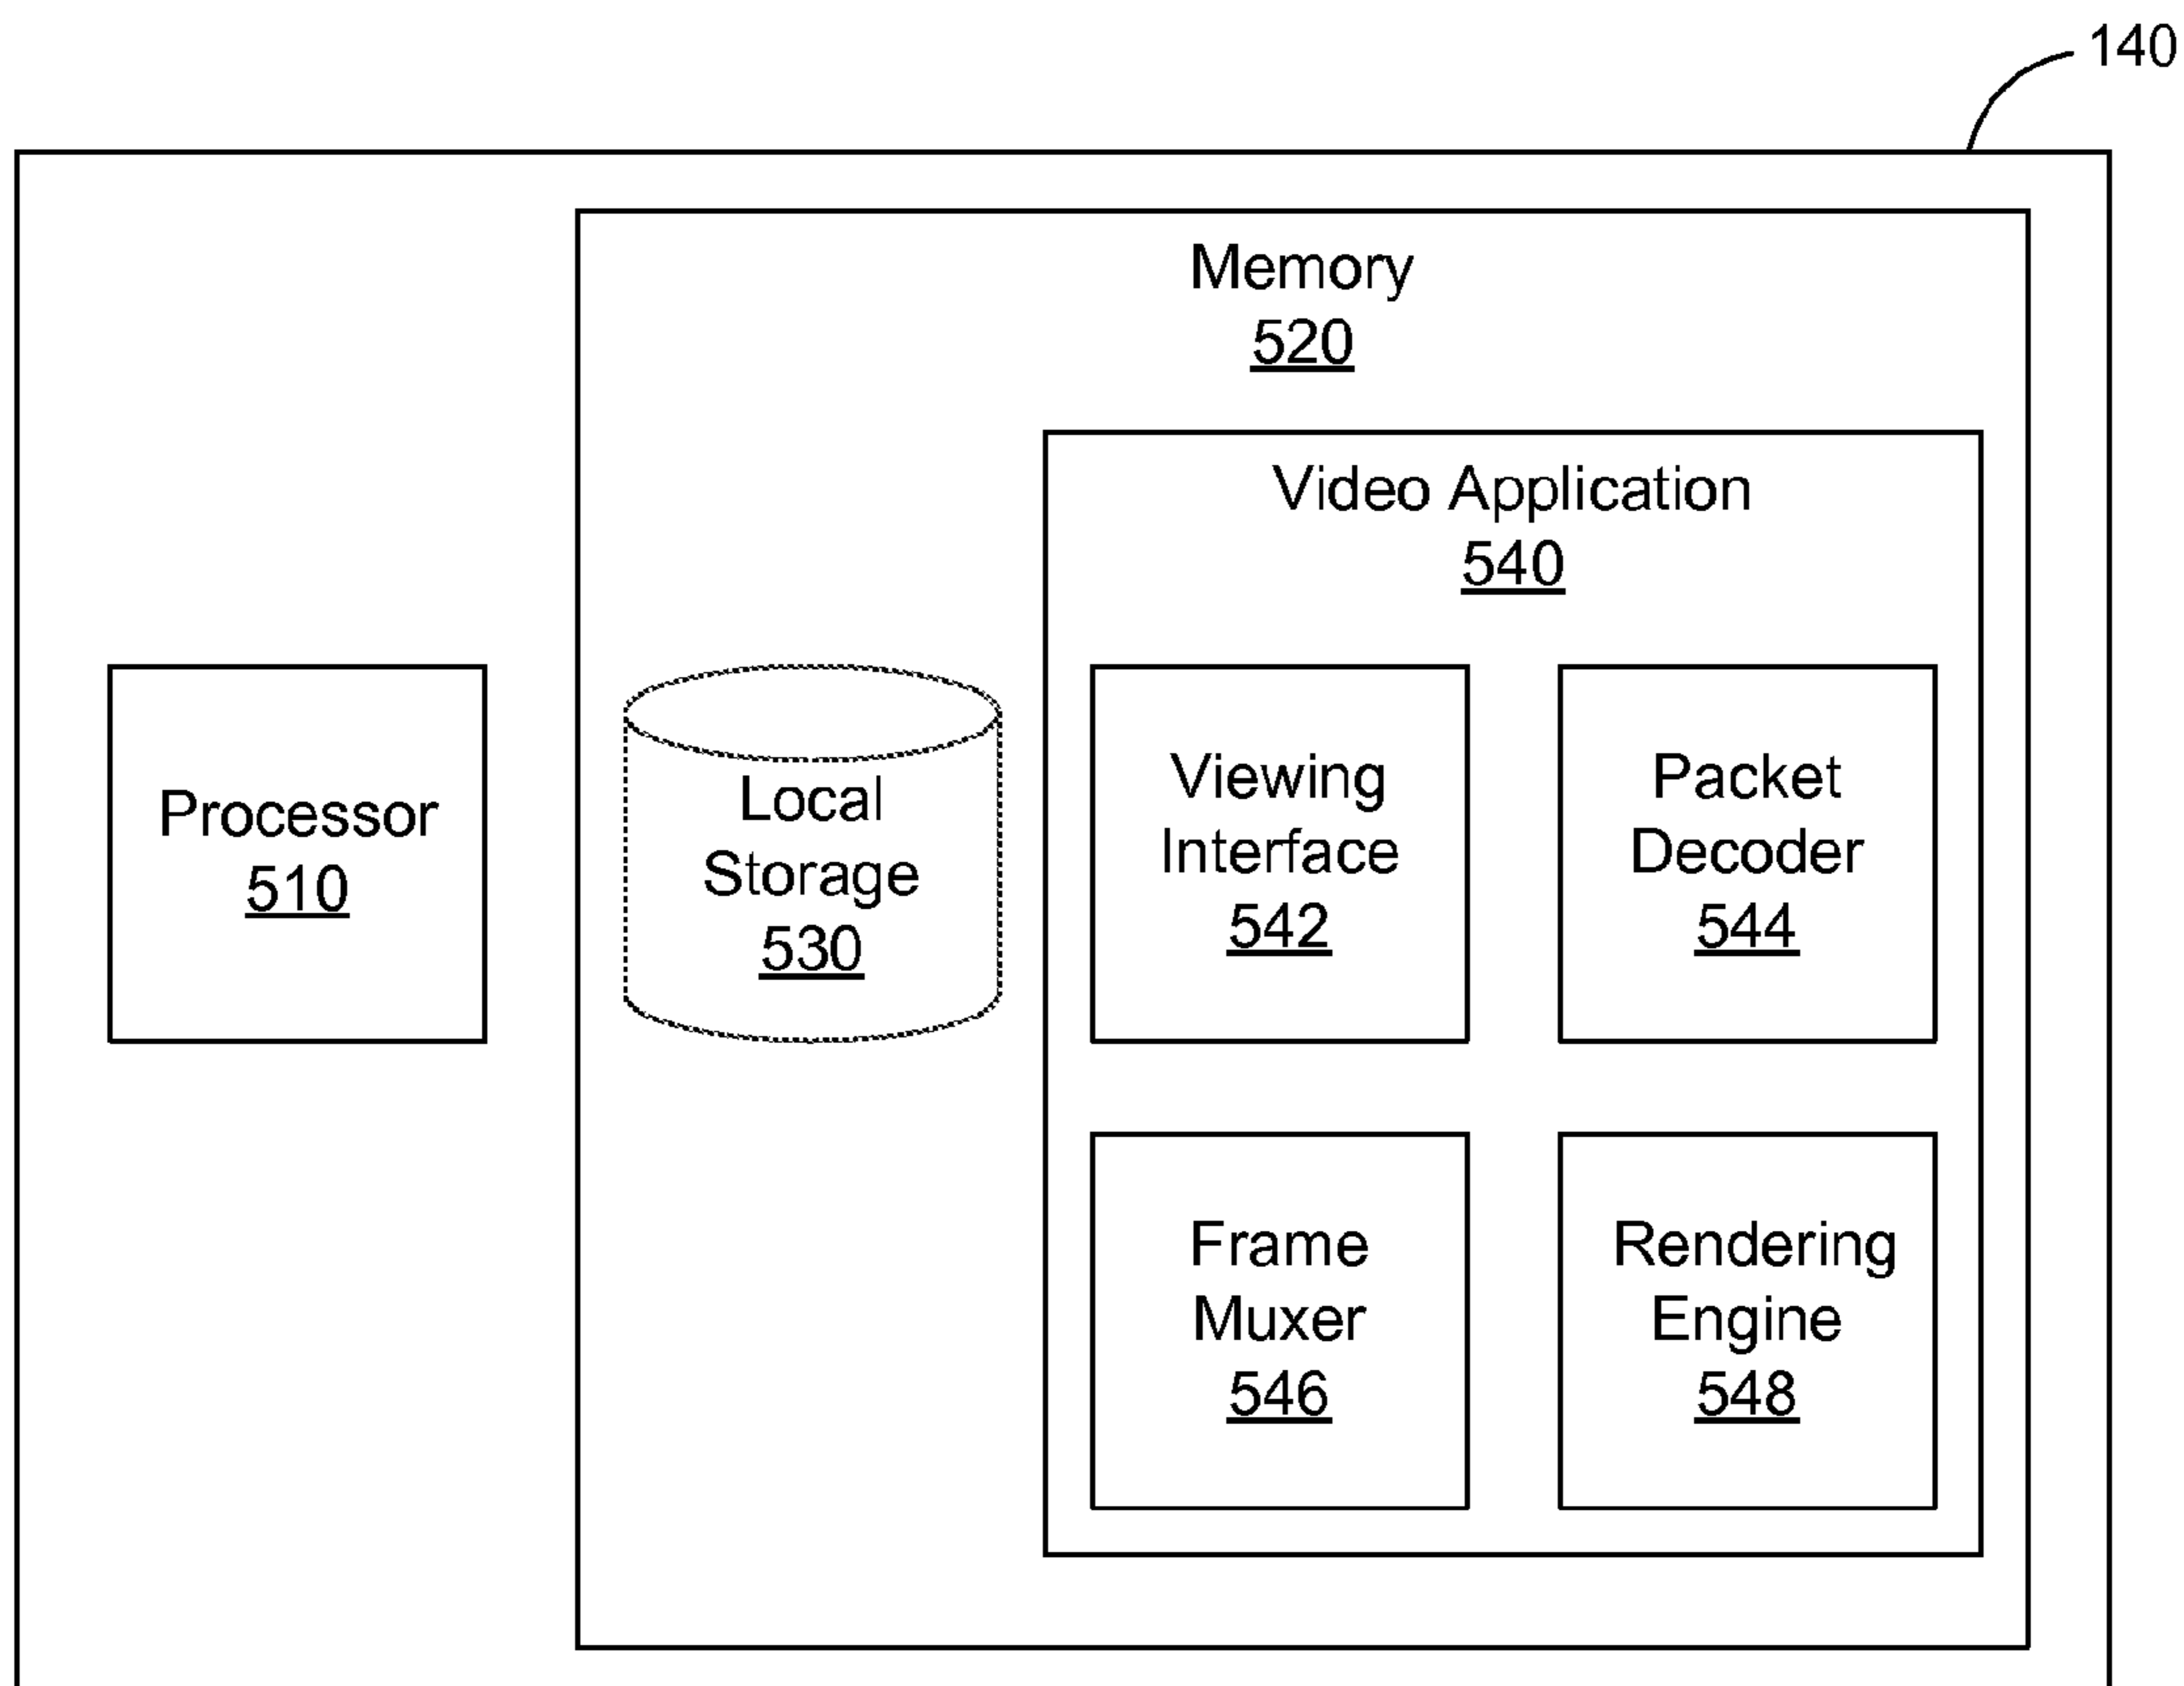 140
Memory
520
Video Application
540
Processor
510
Local
Storage
530
Viewing
Interface
542
Packet
Decoder
544
Frame
Muxer
546
Rendering
Engine
548